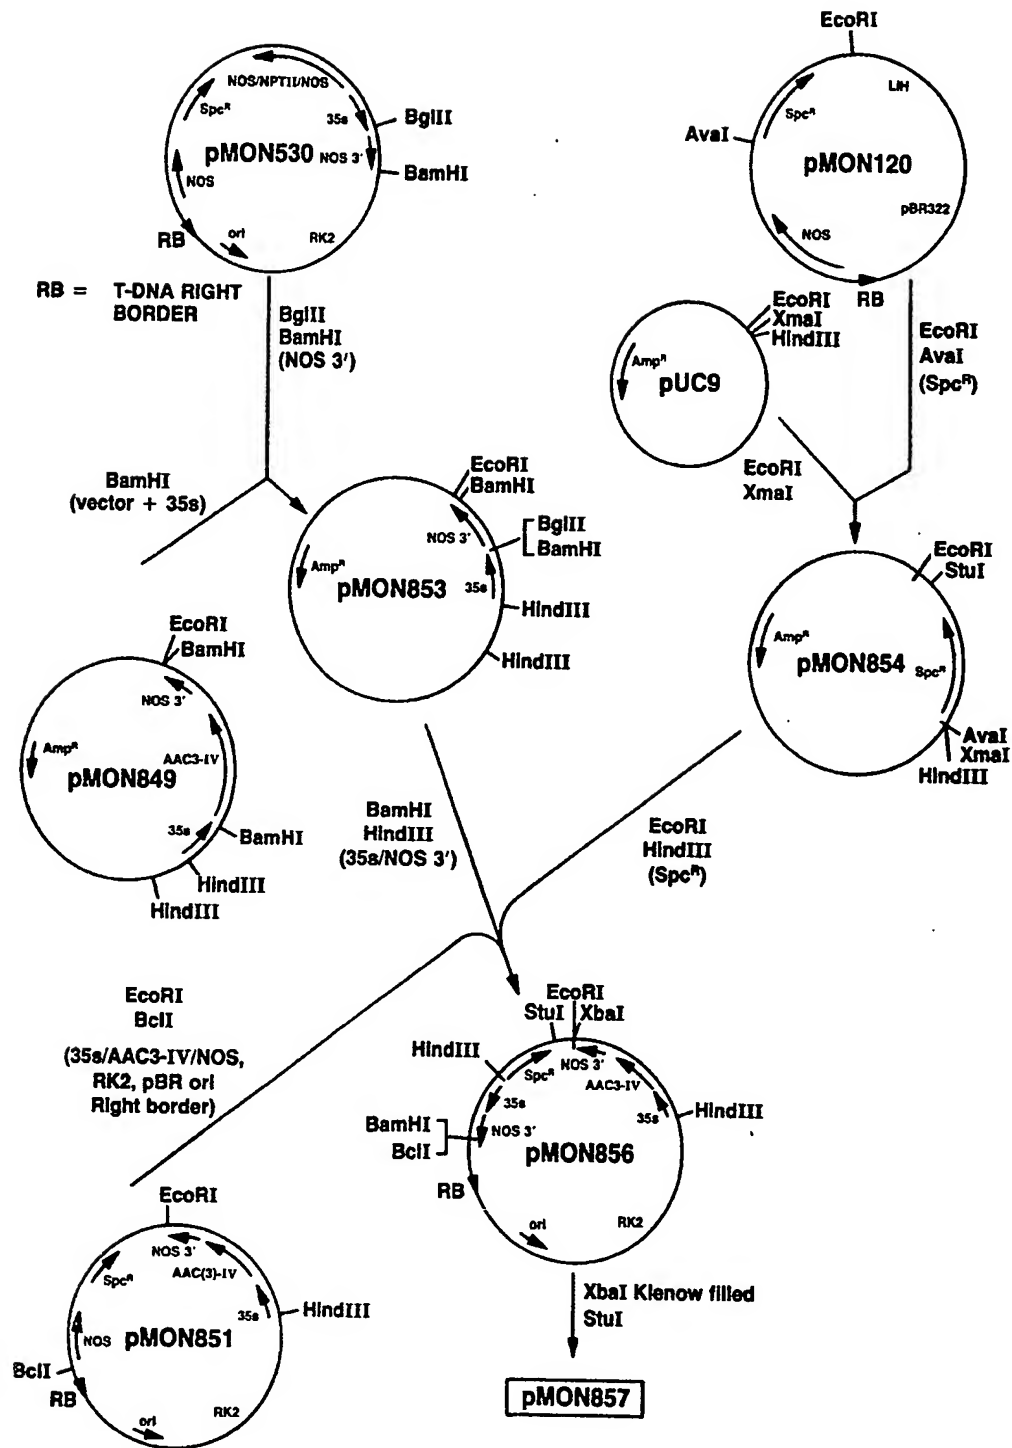 EcoRI
NOS/NPTII/NOS
SpcR
35s
BglII
pMON530
NOS 3'
BamHI
NOS
RB
ori
RK2
RB = T-DNA RIGHT
BORDER
LIH
SpcR
AvaI
pMON120
pBR322
NOS
RB
BglII
BamHI
(NOS 3')
EcoRI
XmaI
HindIII
AmpR
pUC9
EcoRI
AvaI
(SpcR)
BamHI
(vector + 35s)
EcoRI
XmaI
EcoRI
BamHI
NOS 3'
BglII
BamHI
AmpR
pMON853
35s
HindIII
HindIII
EcoRI
StuI
AmpR
pMON854
SpcR
AvaI
XmaI
HindIII
EcoRI
BamHI
NOS 3'
AmpR
AAC3-IV
pMON849
35s
BamHI
HindIII
HindIII
BamHI
HindIII
(35s/NOS 3')
EcoRI
HindIII
(SpcR)
EcoRI
BclI
(35s/AAC3-IV/NOS,
RK2, pBR ori
Right border)
EcoRI
StuI
XbaI
HindIII
SpcR
NOS 3'
AAC3-IV
35s
35s
HindIII
BamHI
BclI
NOS 3'
pMON856
RB
ori
RK2
EcoRI
NOS 3'
SpcR
AAC(3)-IV
35s
HindIII
NOS
pMON851
BclI
RB
ori
RK2
XbaI Klenow filled
StuI
pMON857